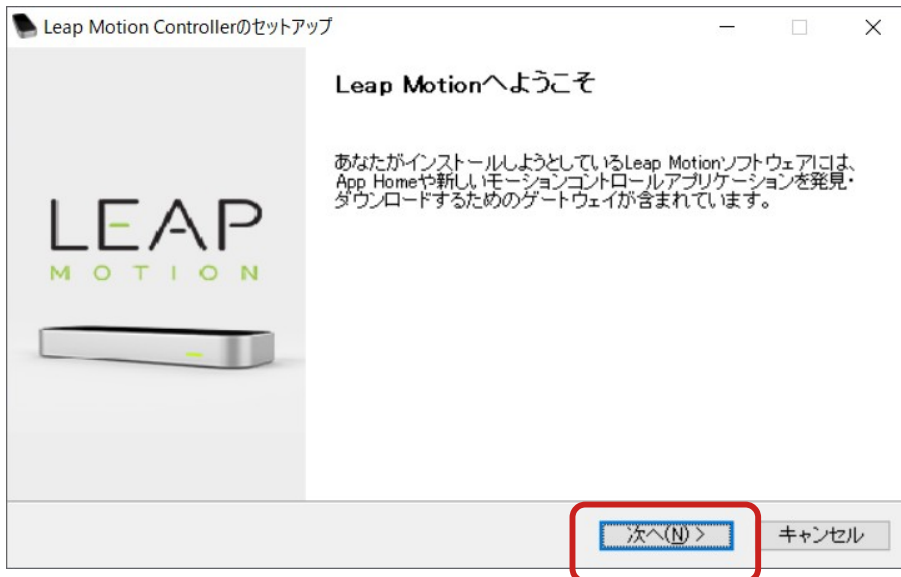 Leap Motion Controllerのセットアップ
Leap Motionへようこそ
あなたがインストールしようとしているLeap Motionソフトウェアには、
App Homeや新しいモーションコントロールアプリケーションを発見・
ダウンロードするためのゲートウェイが含まれています。
LEAP
MOTION
次へ(N) >
キャンセル